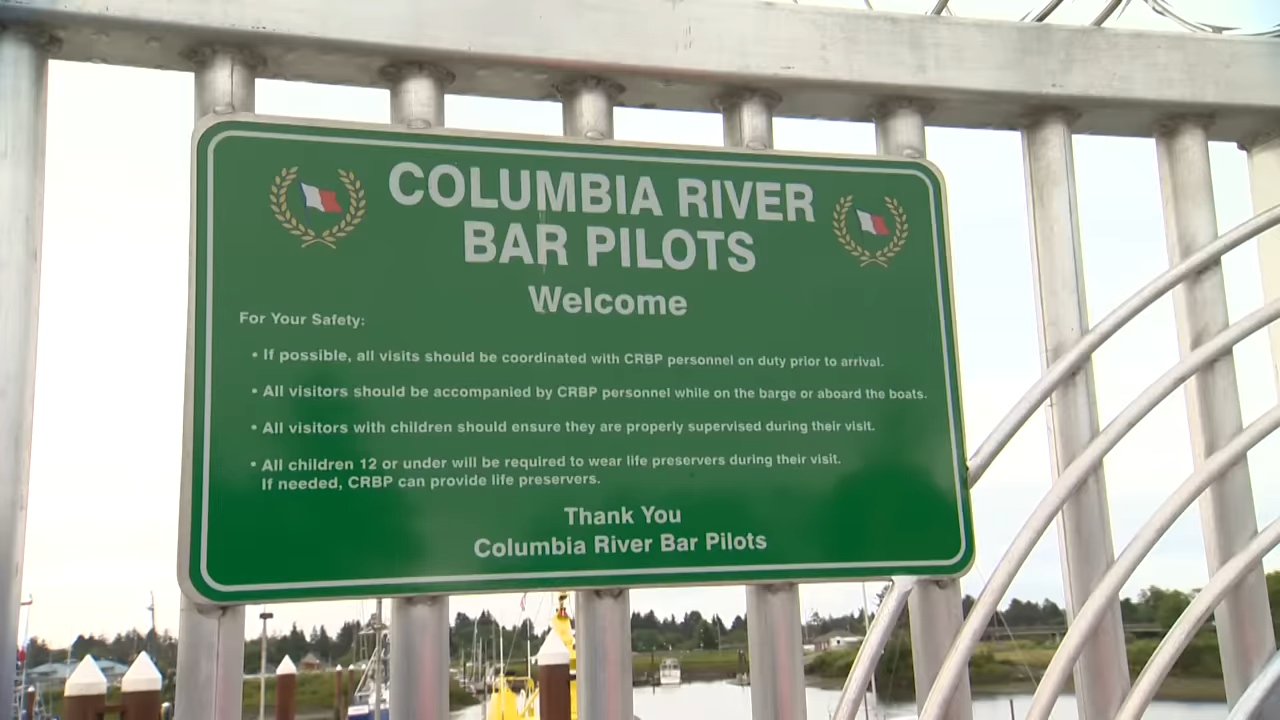 COLUMBIA RIVER
BAR PILOTS
Welcome
For Your Safety:
• If possible, all visits should be coordinated with CRBP personnel on duty prior to arrival.
• All visitors should be accompanied by CRBP personnel while on the barge or aboard the boats.
• All visitors with children should ensure they are properly supervised during their visit.
• All children 12 or under will be required to wear life preservers during their visit.
If needed, CRBP can provide life preservers.
Thank You
Columbia River Bar Pilots